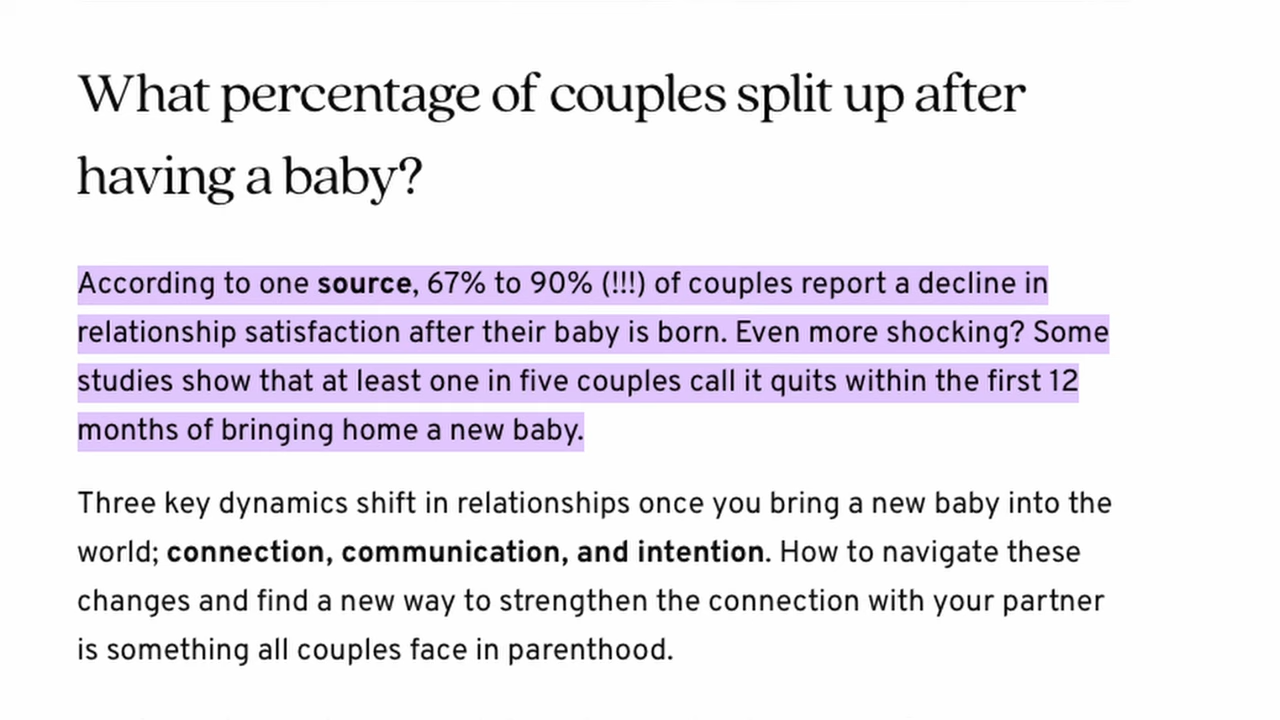 What percentage of couples split up after
having a baby?
According to one source, 67% to 90% (!!!) of couples report a decline in
relationship satisfaction after their baby is born. Even more shocking? Some
studies show that at least one in five couples call it quits within the first 12
months of bringing home a new baby.
Three key dynamics shift in relationships once you bring a new baby into the
world; connection, communication, and intention. How to navigate these
changes and find a new way to strengthen the connection with your partner
is something all couples face in parenthood.